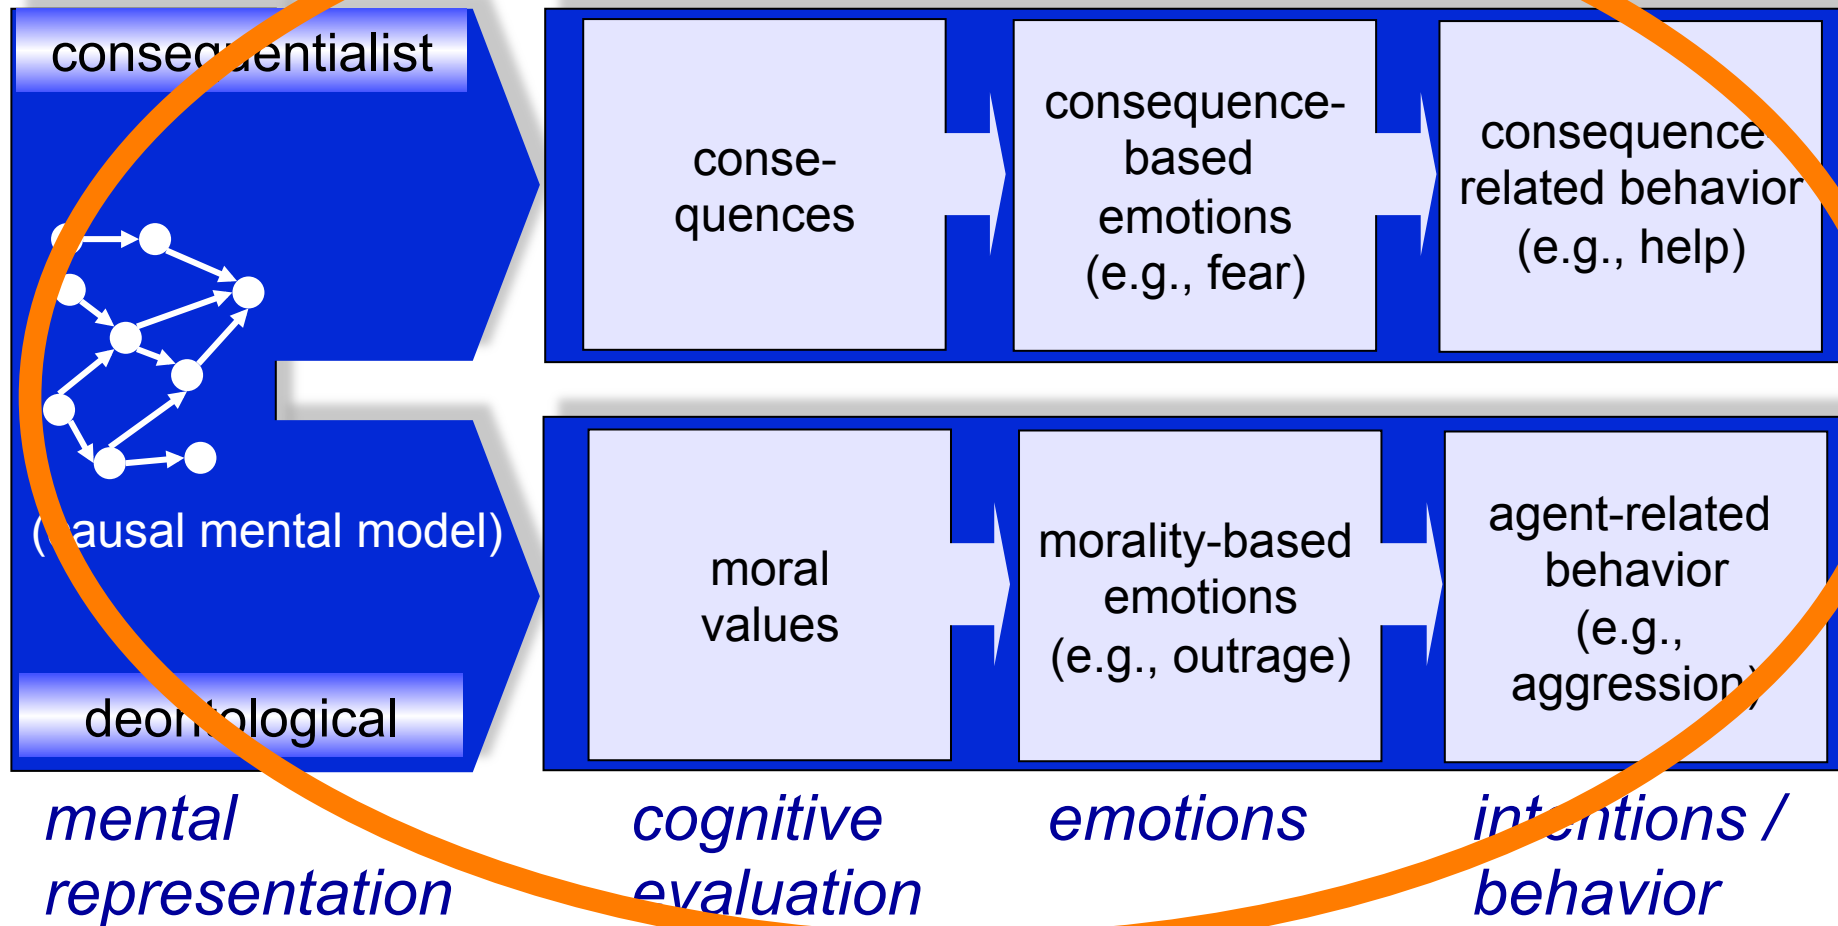 consequentialist
conse-
quences
consequence-
based
emotions
(e.g., fear)
consequence-
related behavior
(e.g., help)
(causal mental model)
deontological
moral
values
morality-based
emotions
(e.g., outrage)
agent-related
behavior
(e.g.,
aggression)
mental
representation
cognitive
evaluation
emotions
intentions /
behavior